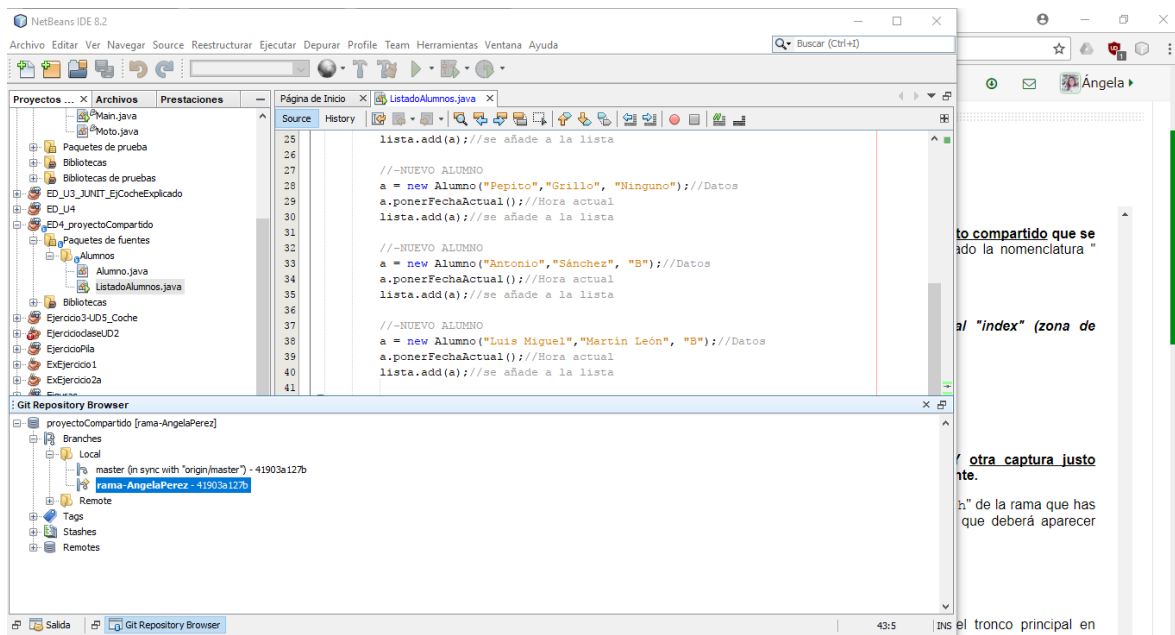 NetBeans IDE 8.2
Archivo Editar Ver Navegar Source Reestructurar Ejecutar Depurar Profile Team Herramientas Ventana Ayuda
Buscar (Ctrl+I)
Proyectos ... Archivos Prestaciones
Main.java
Moto.java
Paquetes de prueba
Bibliotecas
Bibliotecas de pruebas
ED_U3_JUNIT_EjCocheExplicado
ED_U4
ED4_proyectoCompartido
Paquetes de fuentes
Alumnos
Alumno.java
ListadoAlumnos.java
Bibliotecas
Ejercicio3-UD5_Coche
EjercicioclaseUD2
EjercicioPila
ExEjercicio1
ExEjercicio2a
Figuras
Página de Inicio ListadoAlumnos.java
Source History
25 lista.add(a);//se añade a la lista
26
27 //-NUEVO ALUMNO
28 a = new Alumno("Pepito","Grillo", "Ninguno");//Datos
29 a.ponerFechaActual();//Hora actual
30 lista.add(a);//se añade a la lista
31
32 //-NUEVO ALUMNO
33 a = new Alumno("Antonio","Sánchez", "B");//Datos
34 a.ponerFechaActual();//Hora actual
35 lista.add(a);//se añade a la lista
36
37 //-NUEVO ALUMNO
38 a = new Alumno("Luis Miguel","Martín León", "B");//Datos
39 a.ponerFechaActual();//Hora actual
40 lista.add(a);//se añade a la lista
41
Git Repository Browser
proyectoCompartido [rama-AngelaPerez]
Branches
Local
master (in sync with "origin/master") - 41903a127b
rama-AngelaPerez - 41903a127b
Remote
Tags
Stashes
Remotes
Salida Git Repository Browser
43:5 INS
Ángela
to compartido que se
ado la nomenclatura "
al "index" (zona de
Y otra captura justo
nte.
h" de la rama que has
que deberá aparecer
el tronco principal en